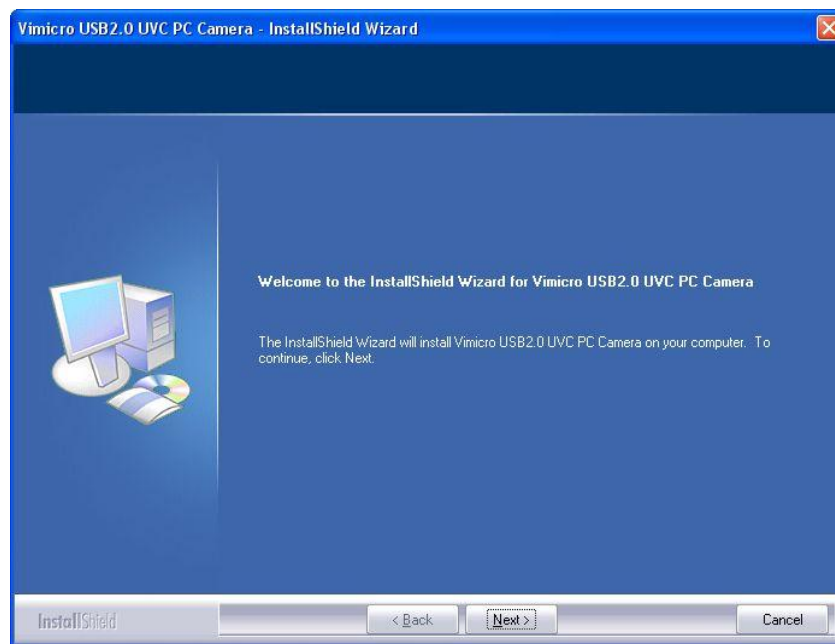 Vimicro USB2.0 UVC PC Camera - InstallShield Wizard
Welcome to the InstallShield Wizard for Vimicro USB2.0 UVC PC Camera
The InstallShield Wizard will install Vimicro USB2.0 UVC PC Camera on your computer. To
continue, click Next.
InstallShield
< Back
Next >
Cancel